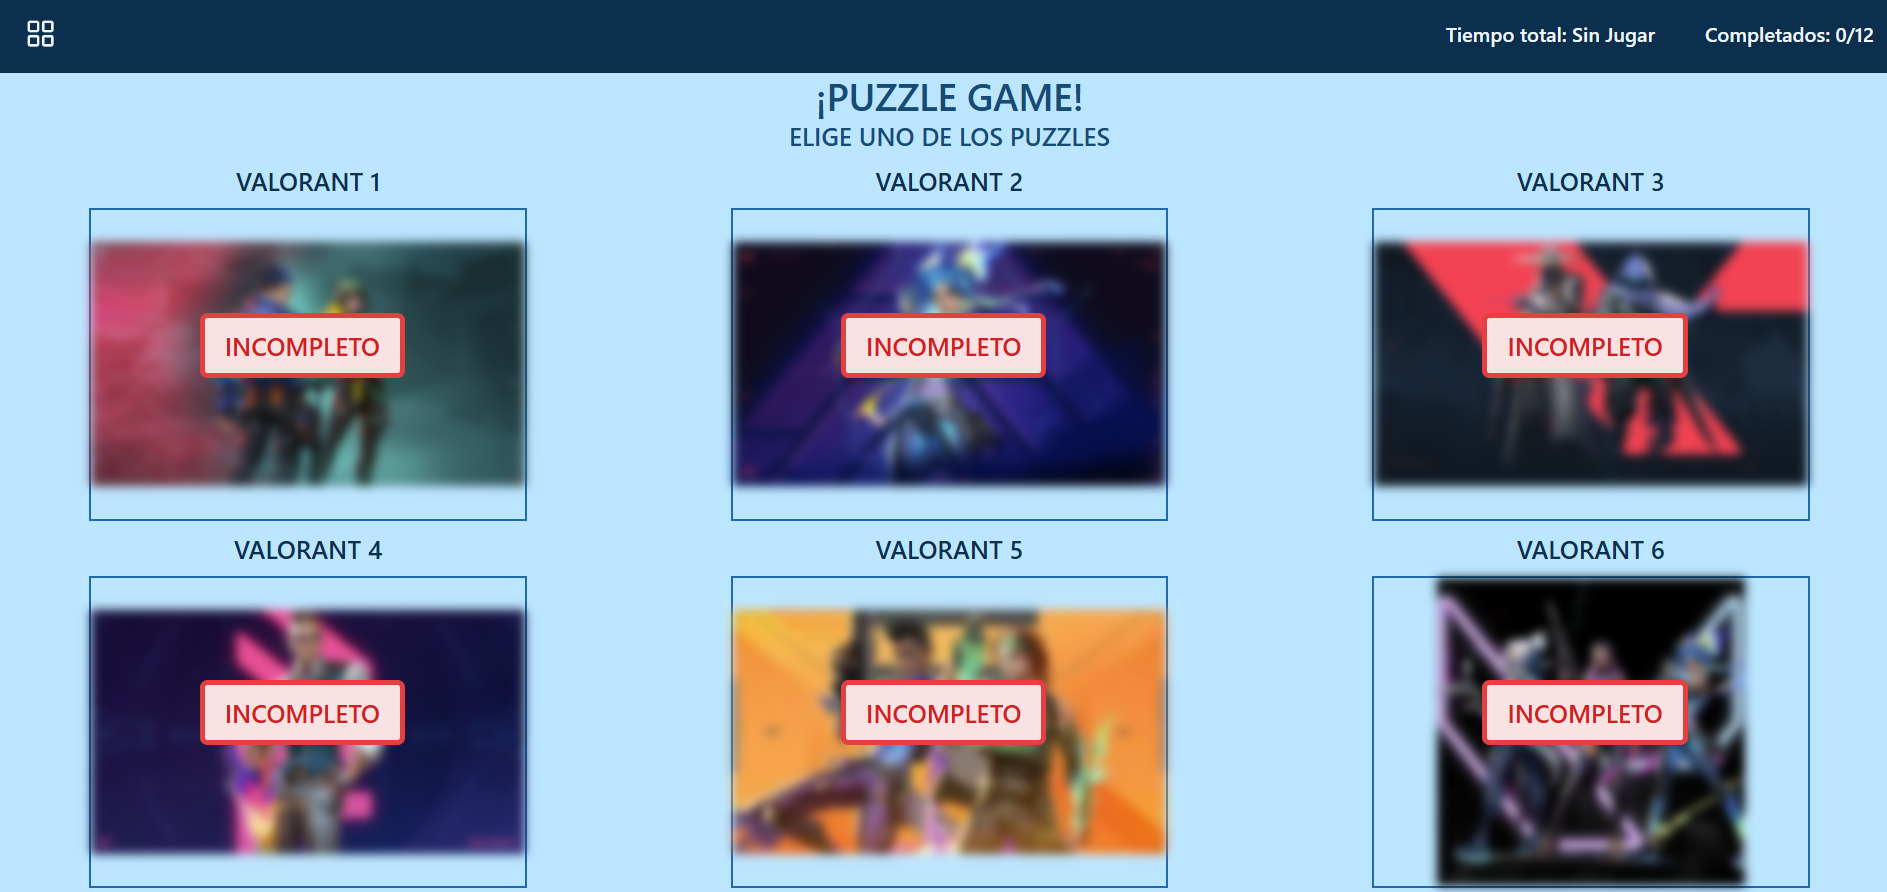 Tiempo total: Sin Jugar
Completados: 0/12
¡PUZZLE GAME!
ELIGE UNO DE LOS PUZZLES
VALORANT 1
VALORANT 2
VALORANT 3
INCOMPLETO
INCOMPLETO
INCOMPLETO
VALORANT 4
VALORANT 5
VALORANT 6
INCOMPLETO
INCOMPLETO
INCOMPLETO